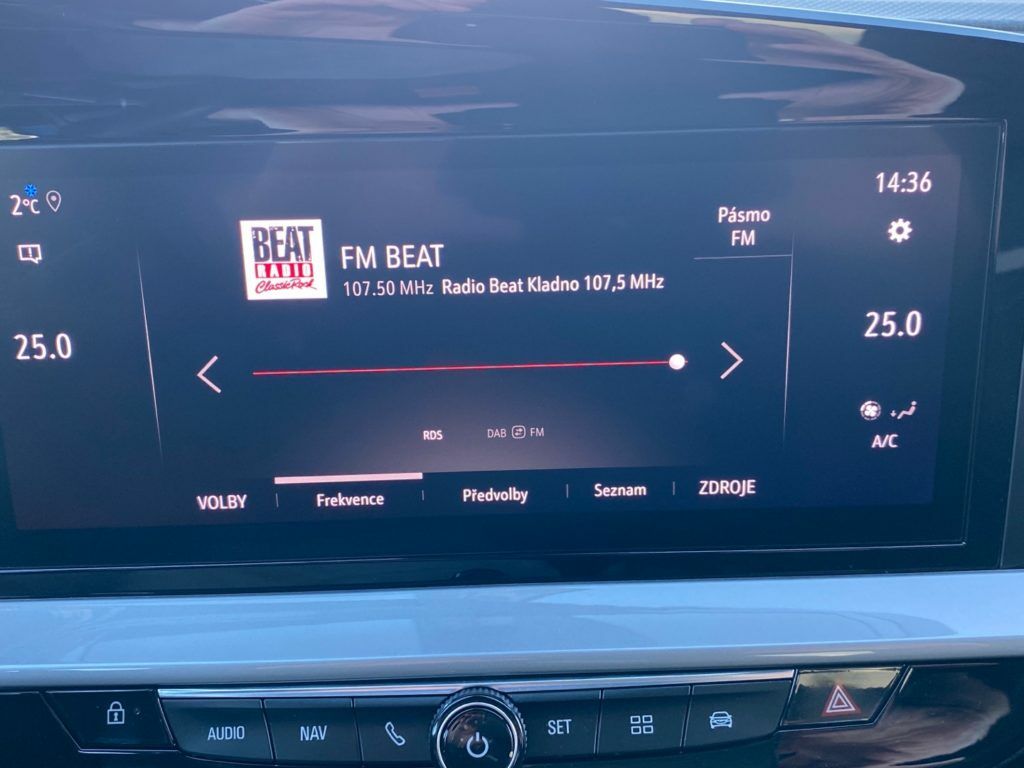 2°C
14:36
Pásmo
FM
BEAT
RADIO
Classic Rock
FM BEAT
107.50 MHz Radio Beat Kladno 107,5 MHz
25.0
25.0
RDS
DAB FM
A/C
VOLBY
Frekvence
Předvolby
Seznam
ZDROJE
AUDIO
NAV
SET